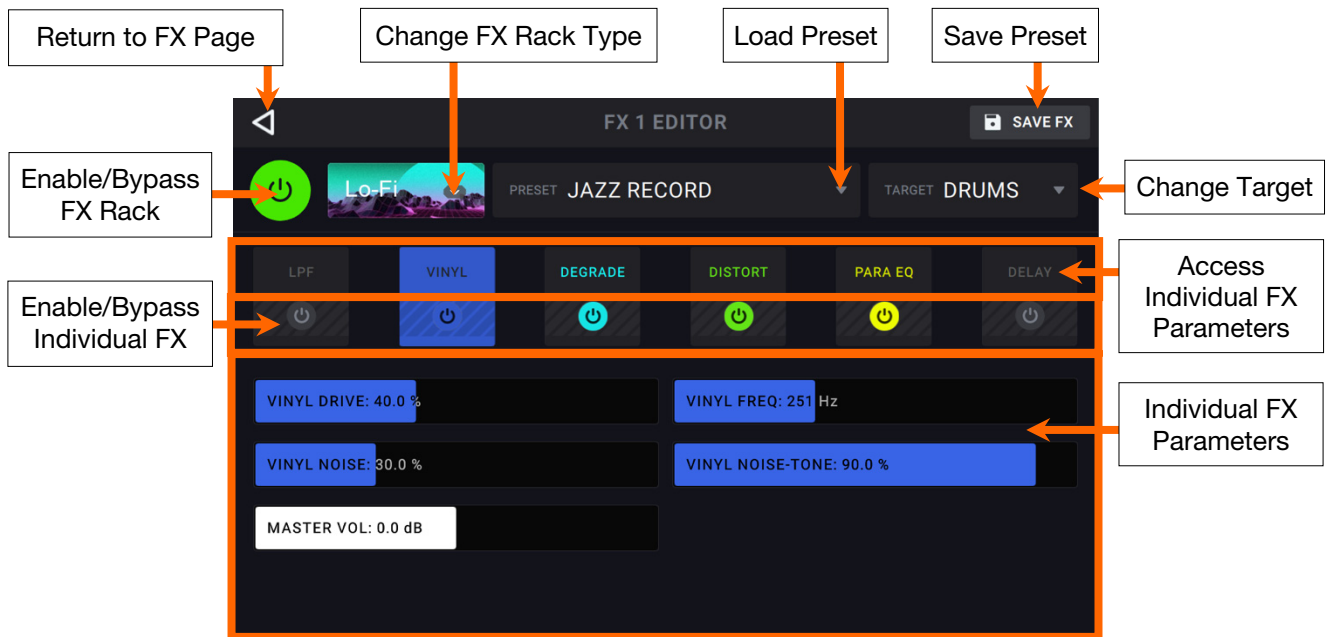 Return to FX Page
Change FX Rack Type
Load Preset
Save Preset
FX 1 EDITOR
SAVE FX
Enable/Bypass
FX Rack
Lo-Fi
PRESET JAZZ RECORD
TARGET DRUMS
Change Target
LPF
VINYL
DEGRADE
DISTORT
PARA EQ
DELAY
Access
Individual FX
Parameters
Enable/Bypass
Individual FX
VINYL DRIVE: 40.0 %
VINYL FREQ: 251 Hz
Individual FX
Parameters
VINYL NOISE: 30.0 %
VINYL NOISE-TONE: 90.0 %
MASTER VOL: 0.0 dB